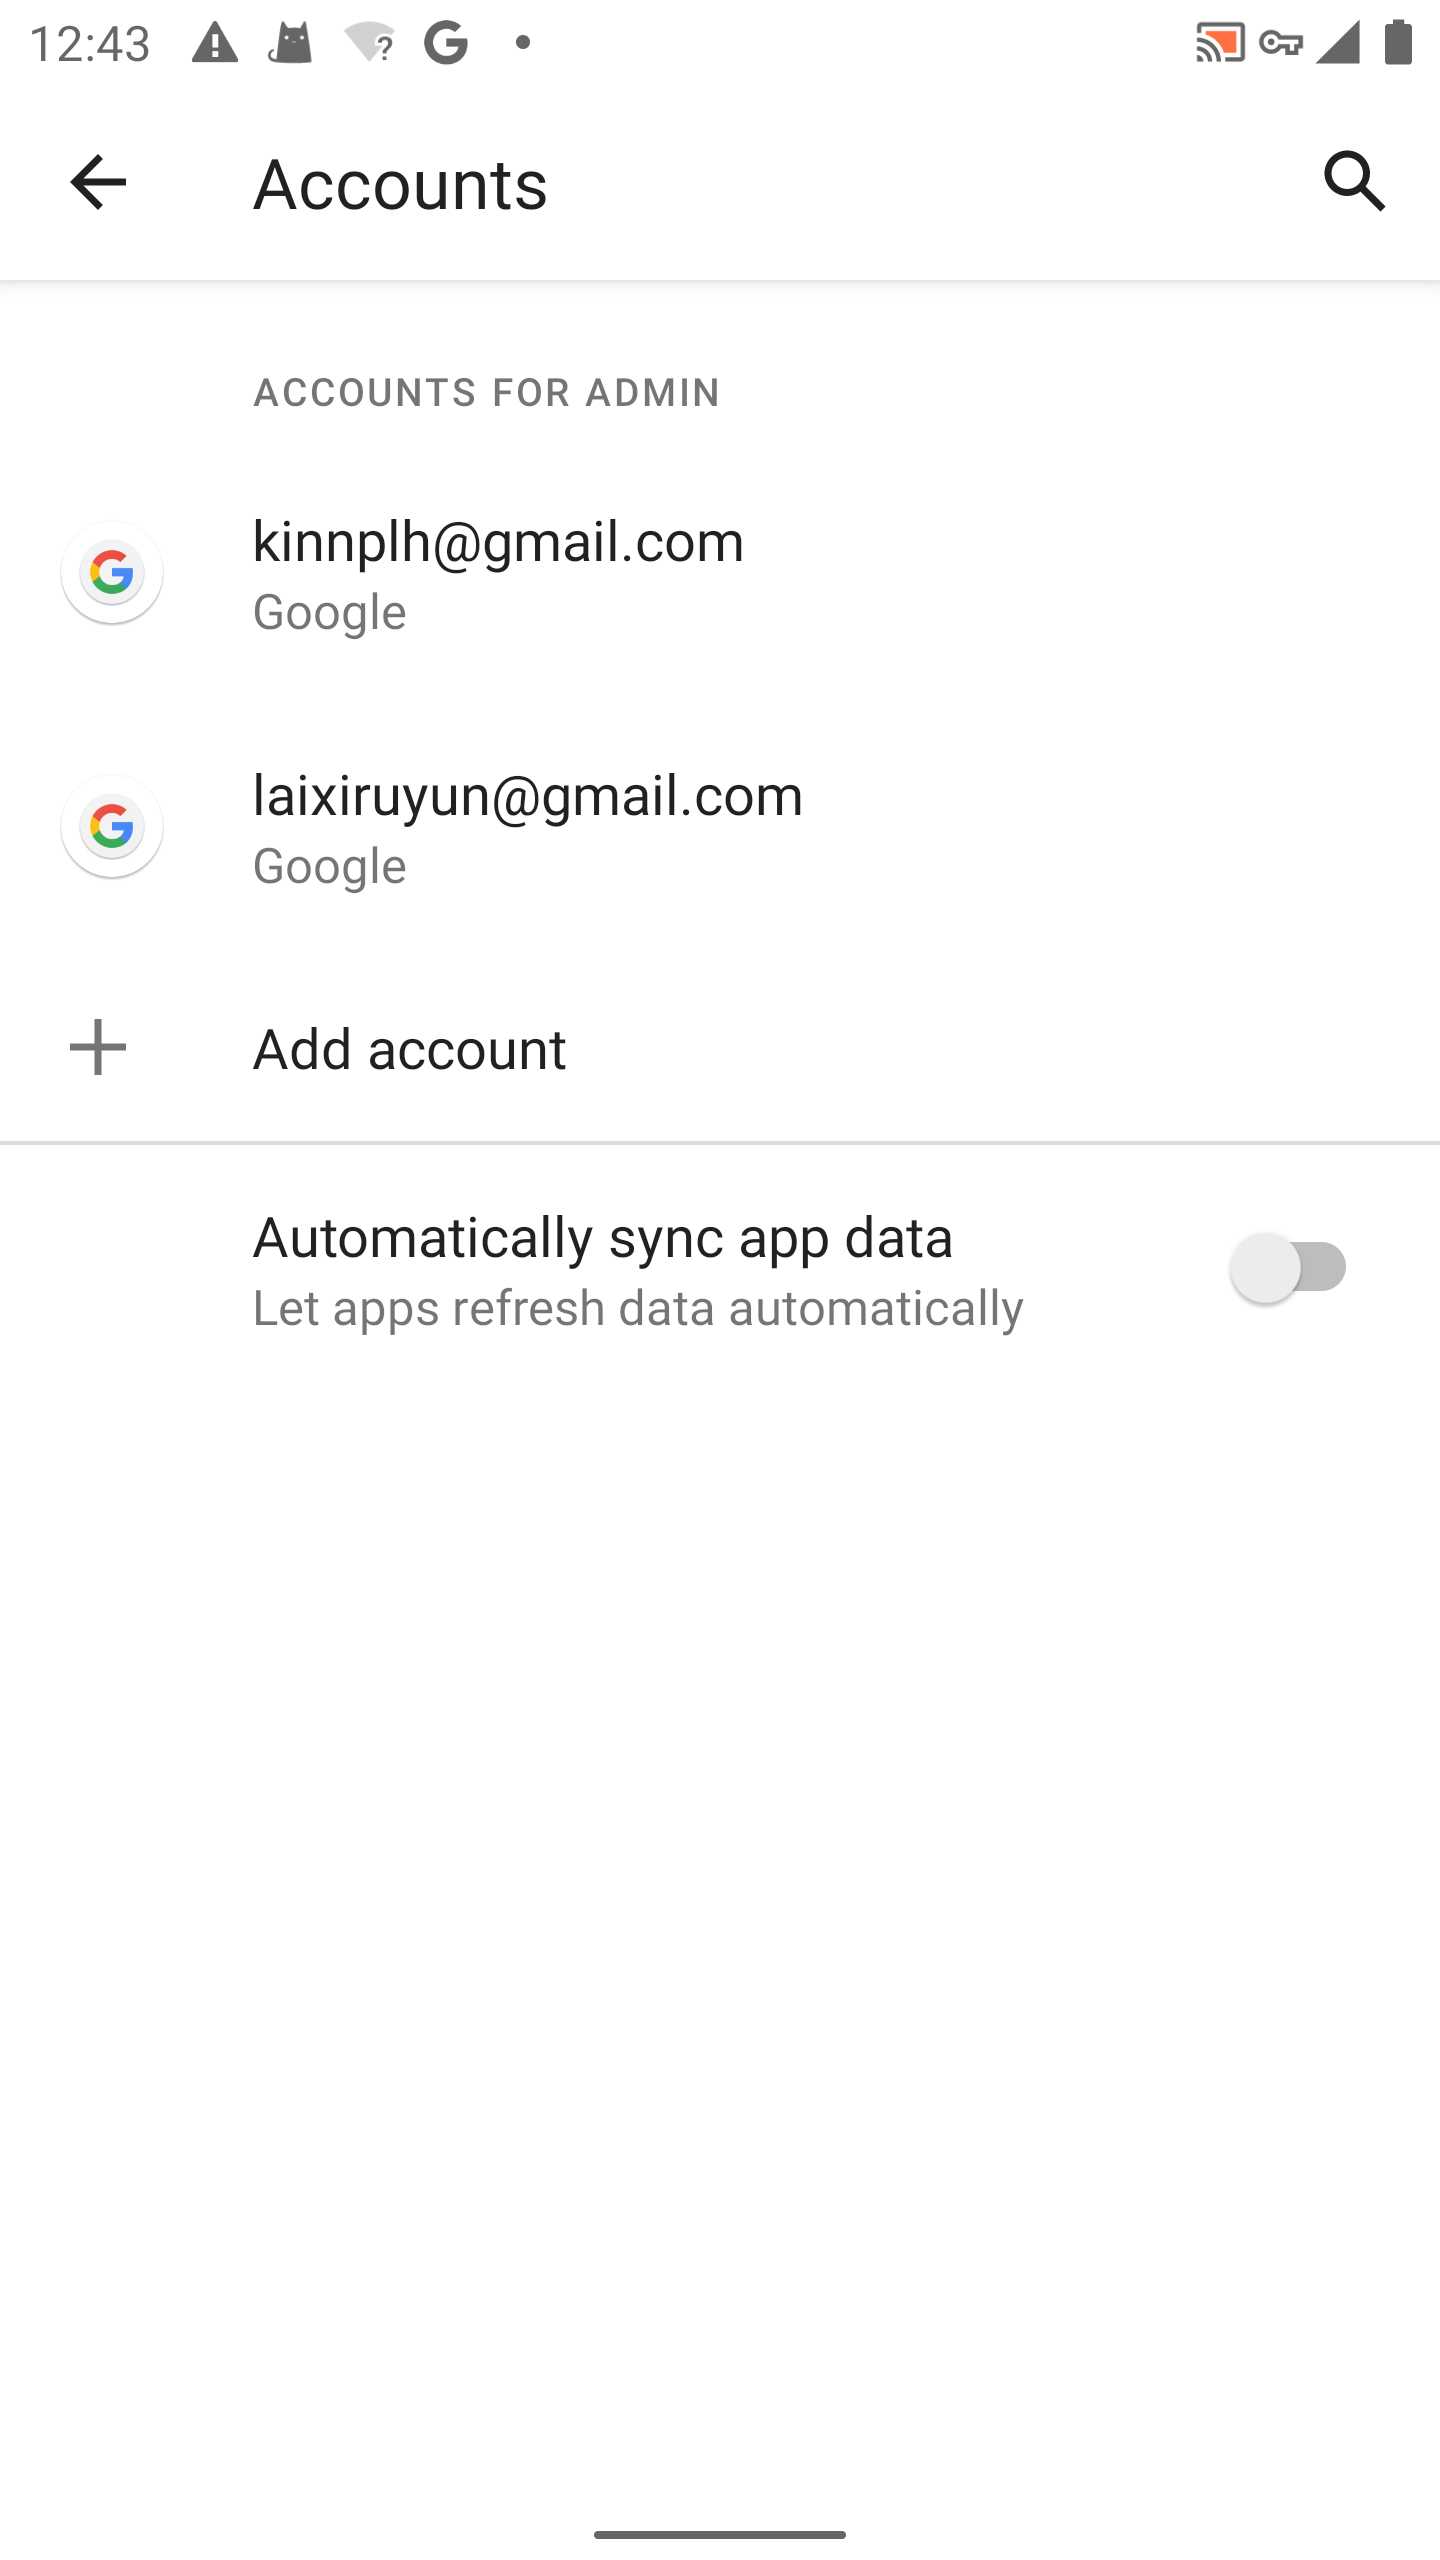 12:43
Accounts
ACCOUNTS FOR ADMIN
kinnplh@gmail.com
Google
laixiruyun@gmail.com
Google
Add account
Automatically sync app data
Let apps refresh data automatically